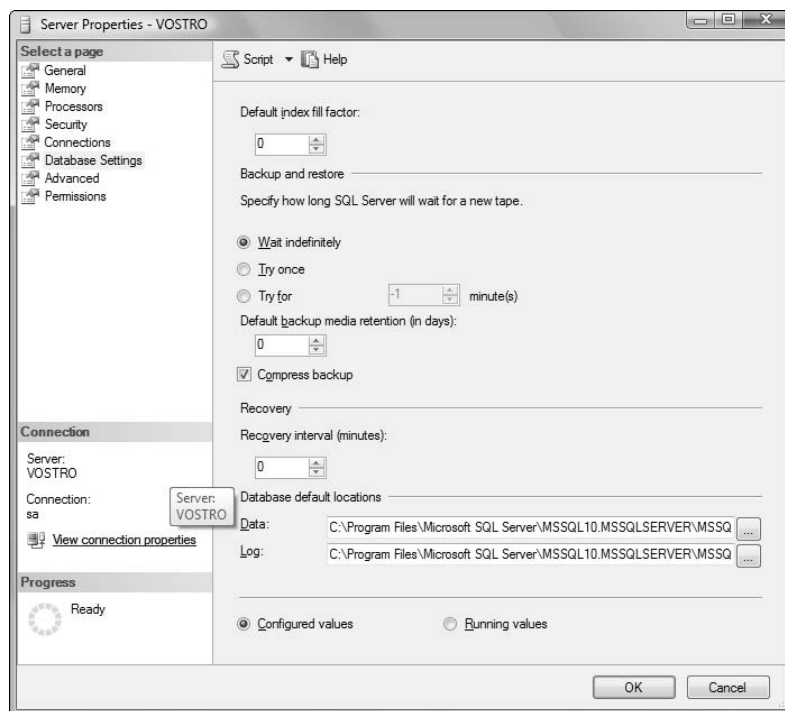 Server Properties - VOSTRO
Select a page
General
Memory
Processors
Security
Connections
Database Settings
Advanced
Permissions
Script
Help
Default index fill factor:
0
Backup and restore
Specify how long SQL Server will wait for a new tape.
Wait indefinitely
Try once
Try for -1 minute(s)
Default backup media retention (in days):
0
Compress backup
Recovery
Recovery interval (minutes):
0
Database default locations
Data: C:\Program Files\Microsoft SQL Server\MSSQL10.MSSQLSERVER\MSSQ ...
Log: C:\Program Files\Microsoft SQL Server\MSSQL10.MSSQLSERVER\MSSQ ...
Configured values
Running values
Connection
Server:
VOSTRO
Connection:
sa
Server:
VOSTRO
View connection properties
Progress
Ready
OK
Cancel